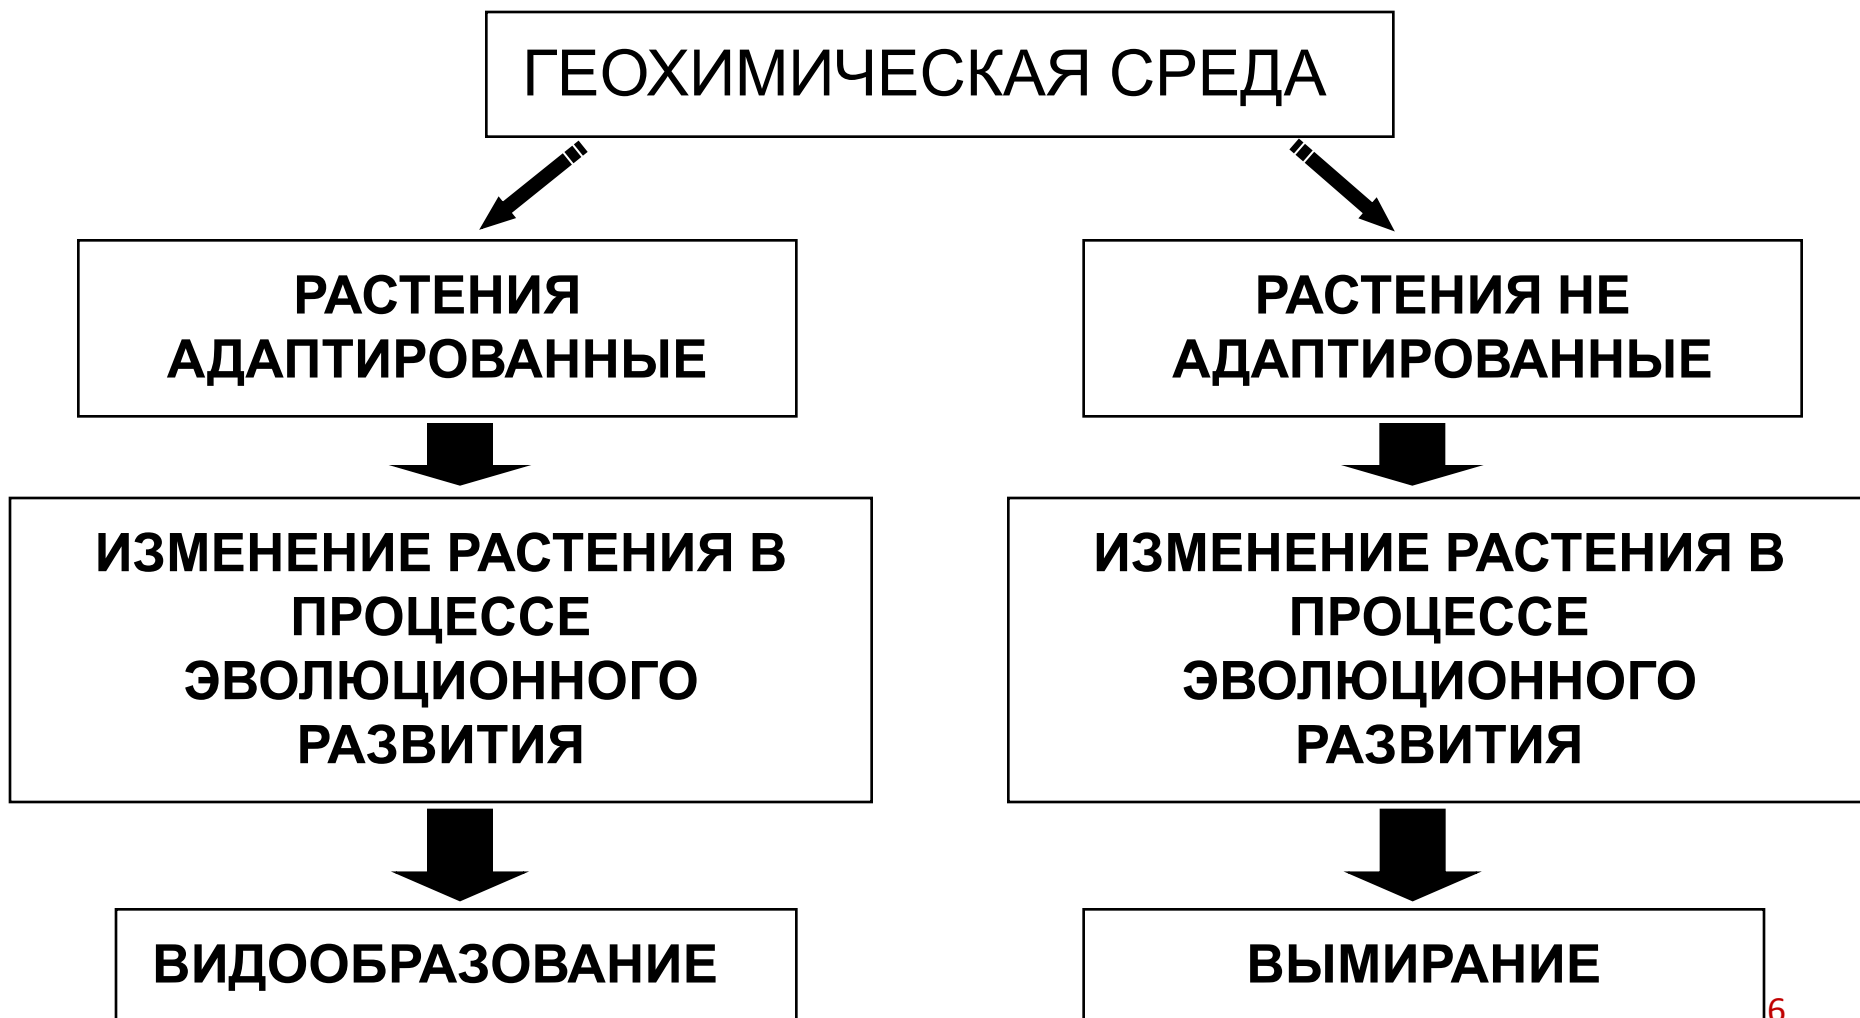 ГЕОХИМИЧЕСКАЯ СРЕДА
РАСТЕНИЯ
АДАПТИРОВАННЫЕ
РАСТЕНИЯ НЕ
АДАПТИРОВАННЫЕ
ИЗМЕНЕНИЕ РАСТЕНИЯ В
ПРОЦЕССЕ
ЭВОЛЮЦИОННОГО
РАЗВИТИЯ
ИЗМЕНЕНИЕ РАСТЕНИЯ В
ПРОЦЕССЕ
ЭВОЛЮЦИОННОГО
РАЗВИТИЯ
ВИДООБРАЗОВАНИЕ
ВЫМИРАНИЕ
6